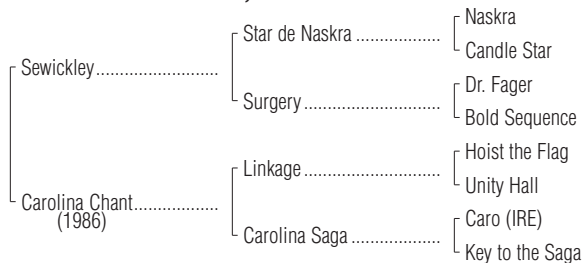 Naskra
Star de Naskra ..................
Candle Star
Sewickley..........................
Dr. Fager
Surgery ..............................
Bold Sequence
Hoist the Flag
Linkage ..............................
Unity Hall
Carolina Chant..................
(1986)
Caro (IRE)
Carolina Saga ....................
Key to the Saga